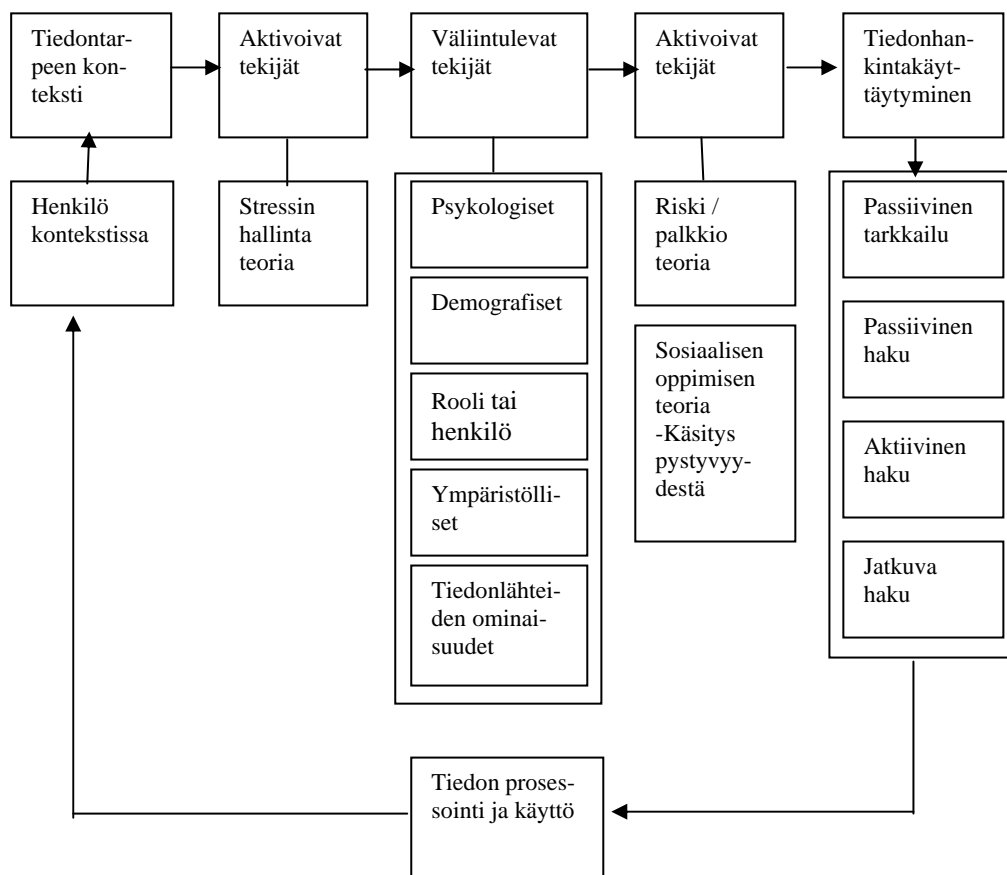 Tiedontar-
peen kon-
teksti
Aktivoivat
tekijät
Väliintulevat
tekijät
Aktivoivat
tekijät
Tiedonhan-
kintakäyt-
täytyminen
Henkilö
kontekstissa
Stressin
hallinta
teoria
Psykologiset
Demografiset
Rooli tai
henkilö
Ympäristölli-
set
Tiedonlähtei-
den ominai-
suudet
Riski /
palkkio
teoria
Sosiaalisen
oppimisen
teoria
-Käsitys
pystyvyy-
destä
Passiivinen
tarkkailu
Passiivinen
haku
Aktiivinen
haku
Jatkuva
haku
Tiedon proses-
sointi ja käyttö